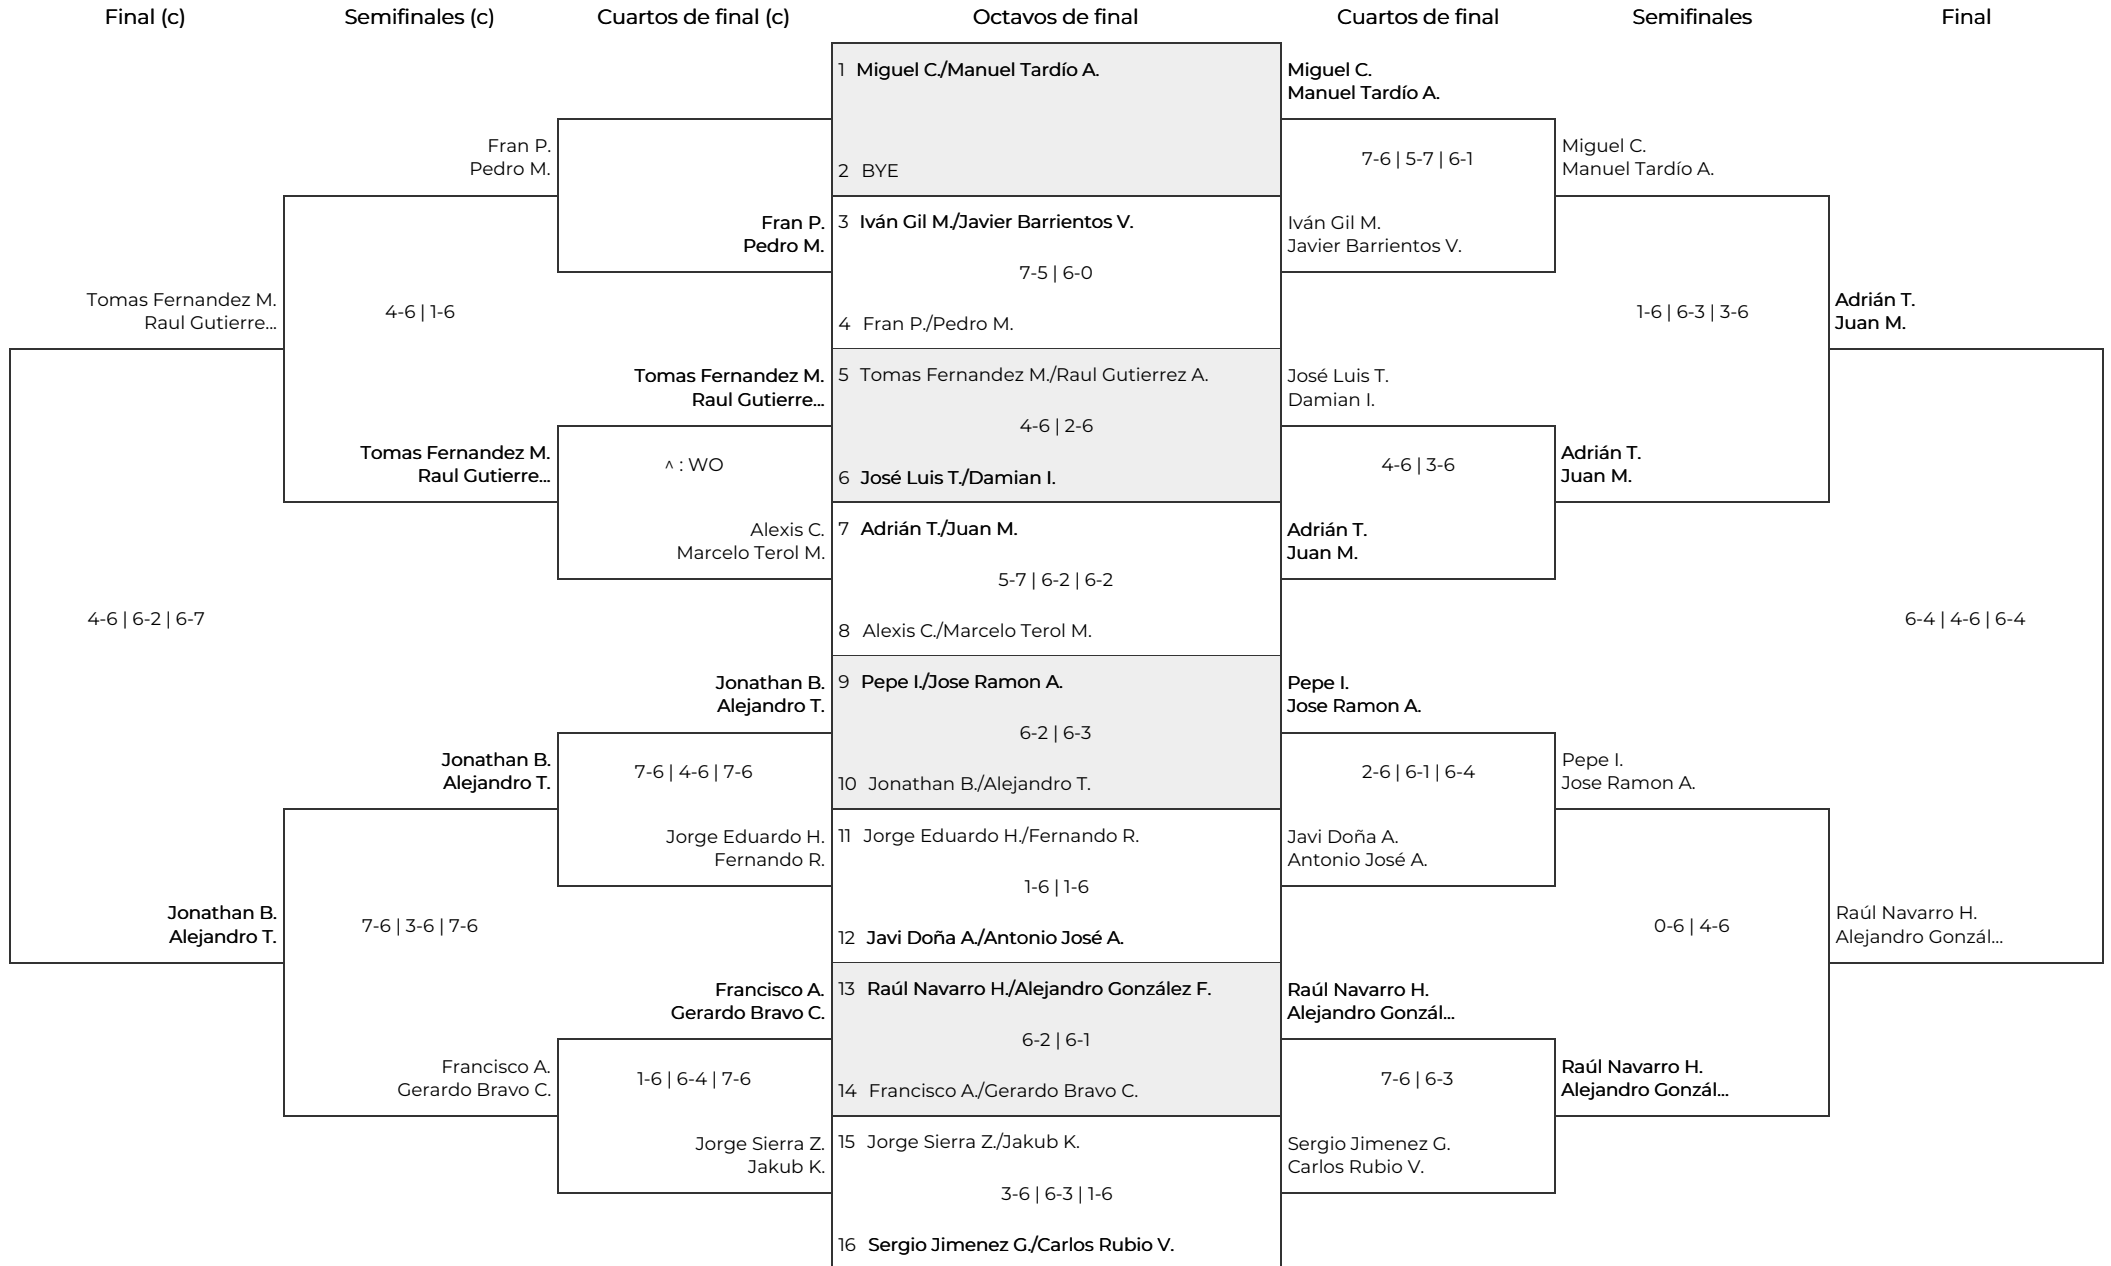 Final (c)
Semifinales (c)
Cuartos de final (c)
Octavos de final
Cuartos de final
Semifinales
Final
Tomas Fernandez M.
Raul Gutierre...
4-6 | 6-2 | 6-7
Jonathan B.
Alejandro T.
Fran P.
Pedro M.
4-6 | 1-6
Tomas Fernandez M.
Raul Gutierre...
Jonathan B.
Alejandro T.
7-6 | 3-6 | 7-6
Francisco A.
Gerardo Bravo C.
Fran P.
Pedro M.
Tomas Fernandez M.
Raul Gutierre...
^ : WO
Alexis C.
Marcelo Terol M.
Jonathan B.
Alejandro T.
7-6 | 4-6 | 7-6
Jorge Eduardo H.
Fernando R.
Francisco A.
Gerardo Bravo C.
1-6 | 6-4 | 7-6
Jorge Sierra Z.
Jakub K.
1 Miguel C./Manuel Tardío A.
2 BYE
3 Iván Gil M./Javier Barrientos V.
7-5 | 6-0
4 Fran P./Pedro M.
5 Tomas Fernandez M./Raul Gutierrez A.
4-6 | 2-6
6 José Luis T./Damian I.
7 Adrián T./Juan M.
5-7 | 6-2 | 6-2
8 Alexis C./Marcelo Terol M.
9 Pepe I./Jose Ramon A.
6-2 | 6-3
10 Jonathan B./Alejandro T.
11 Jorge Eduardo H./Fernando R.
1-6 | 1-6
12 Javi Doña A./Antonio José A.
13 Raúl Navarro H./Alejandro González F.
6-2 | 6-1
14 Francisco A./Gerardo Bravo C.
15 Jorge Sierra Z./Jakub K.
3-6 | 6-3 | 1-6
16 Sergio Jimenez G./Carlos Rubio V.
Miguel C.
Manuel Tardío A.
7-6 | 5-7 | 6-1
Iván Gil M.
Javier Barrientos V.
José Luis T.
Damian I.
4-6 | 3-6
Adrián T.
Juan M.
Pepe I.
Jose Ramon A.
2-6 | 6-1 | 6-4
Javi Doña A.
Antonio José A.
Raúl Navarro H.
Alejandro Gonzál...
7-6 | 6-3
Sergio Jimenez G.
Carlos Rubio V.
Miguel C.
Manuel Tardío A.
1-6 | 6-3 | 3-6
Adrián T.
Juan M.
Pepe I.
Jose Ramon A.
0-6 | 4-6
Raúl Navarro H.
Alejandro Gonzál...
Adrián T.
Juan M.
6-4 | 4-6 | 6-4
Raúl Navarro H.
Alejandro Gonzál...